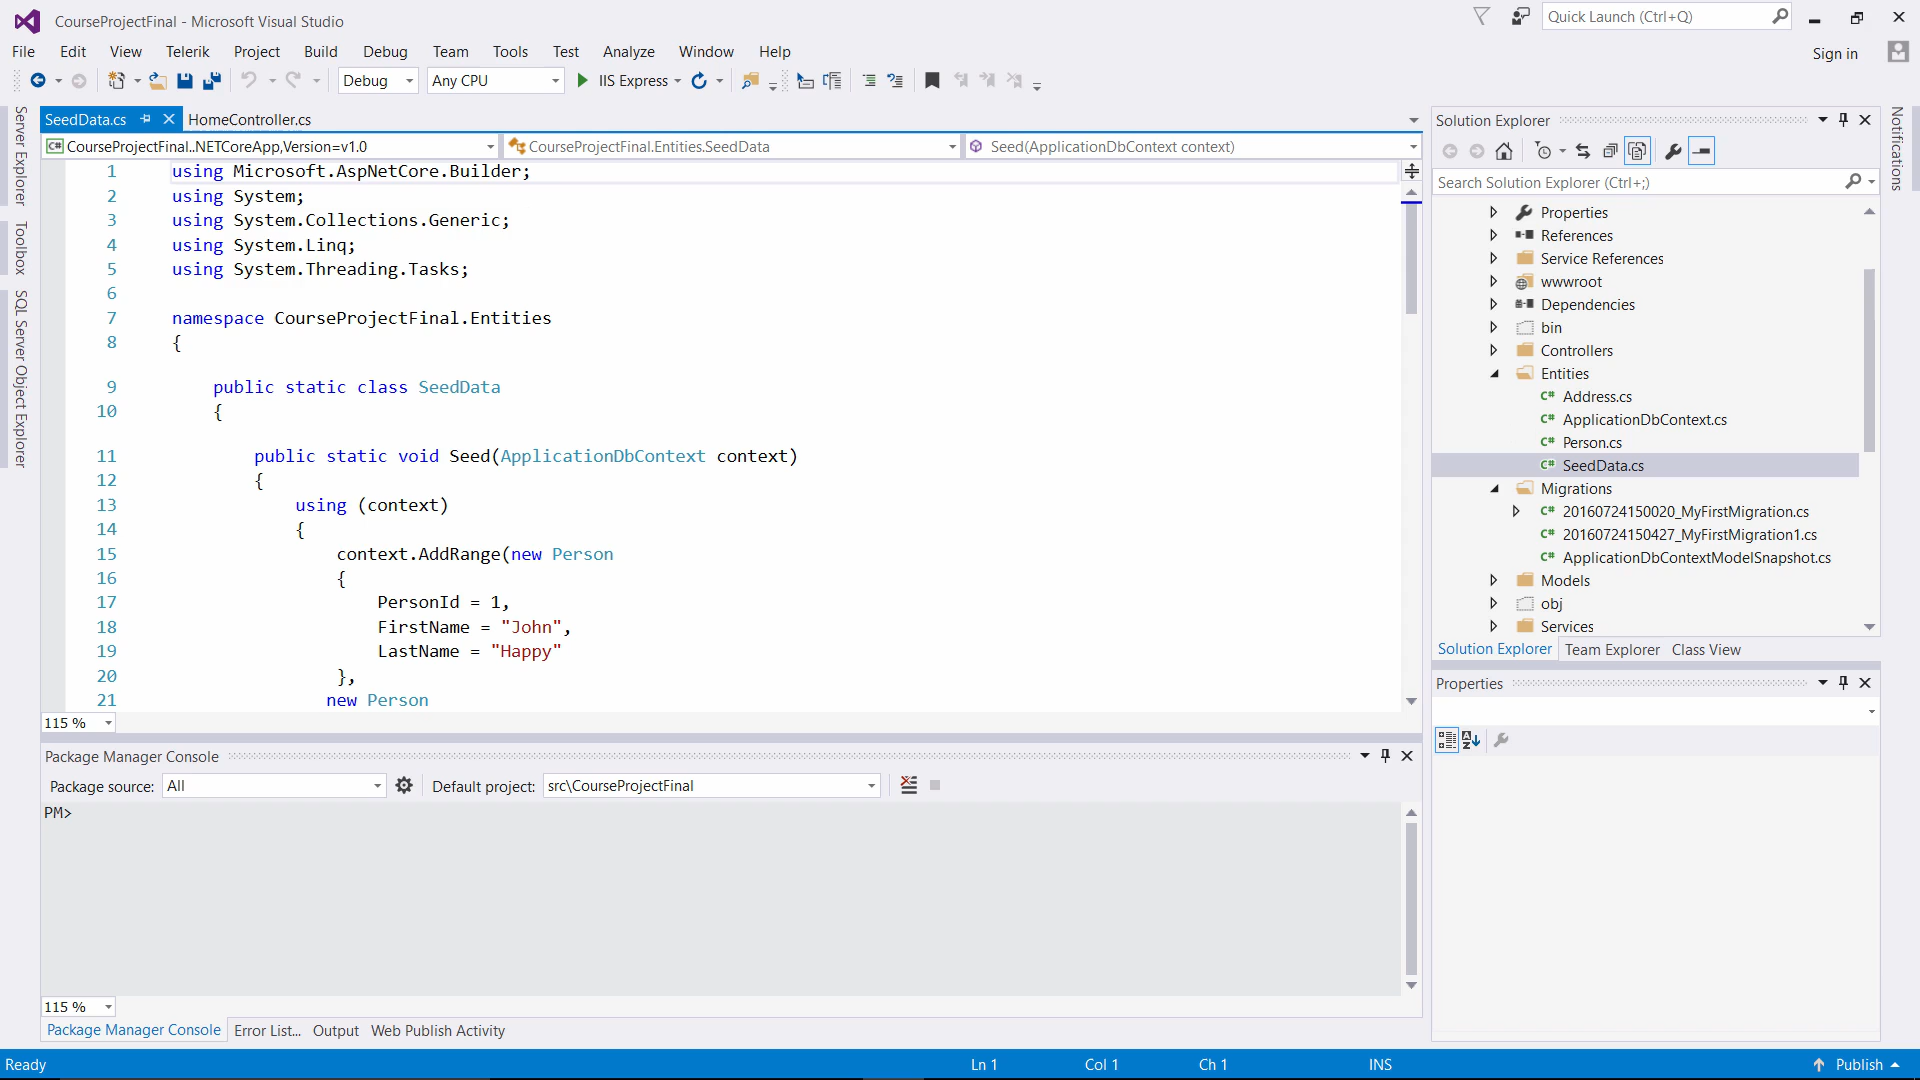 CourseProjectFinal - Microsoft Visual Studio
Quick Launch (Ctrl+Q)
File Edit View Telerik Project Build Debug Team Tools Test Analyze Window Help
Sign in
Debug Any CPU IIS Express
Server Explorer
Toolbox
SQL Server Object Explorer
SeedData.cs HomeController.cs
CourseProjectFinal..NETCoreApp,Version=v1.0 CourseProjectFinal.Entities.SeedData Seed(ApplicationDbContext context)
1 using Microsoft.AspNetCore.Builder;
2 using System;
3 using System.Collections.Generic;
4 using System.Linq;
5 using System.Threading.Tasks;
6
7 namespace CourseProjectFinal.Entities
8 {
9 public static class SeedData
10 {
11 public static void Seed(ApplicationDbContext context)
12 {
13 using (context)
14 {
15 context.AddRange(new Person
16 {
17 PersonId = 1,
18 FirstName = "John",
19 LastName = "Happy"
20 },
21 new Person
115 %
Package Manager Console
Package source: All Default project: src\CourseProjectFinal
PM>
115 %
Package Manager Console Error List... Output Web Publish Activity
Solution Explorer
Search Solution Explorer (Ctrl+;)
Properties
References
Service References
wwwroot
Dependencies
bin
Controllers
Entities
C# Address.cs
C# ApplicationDbContext.cs
C# Person.cs
C# SeedData.cs
Migrations
C# 20160724150020_MyFirstMigration.cs
C# 20160724150427_MyFirstMigration1.cs
C# ApplicationDbContextModelSnapshot.cs
Models
obj
Services
Solution Explorer Team Explorer Class View
Properties
Notifications
Ready Ln 1 Col 1 Ch 1 INS Publish